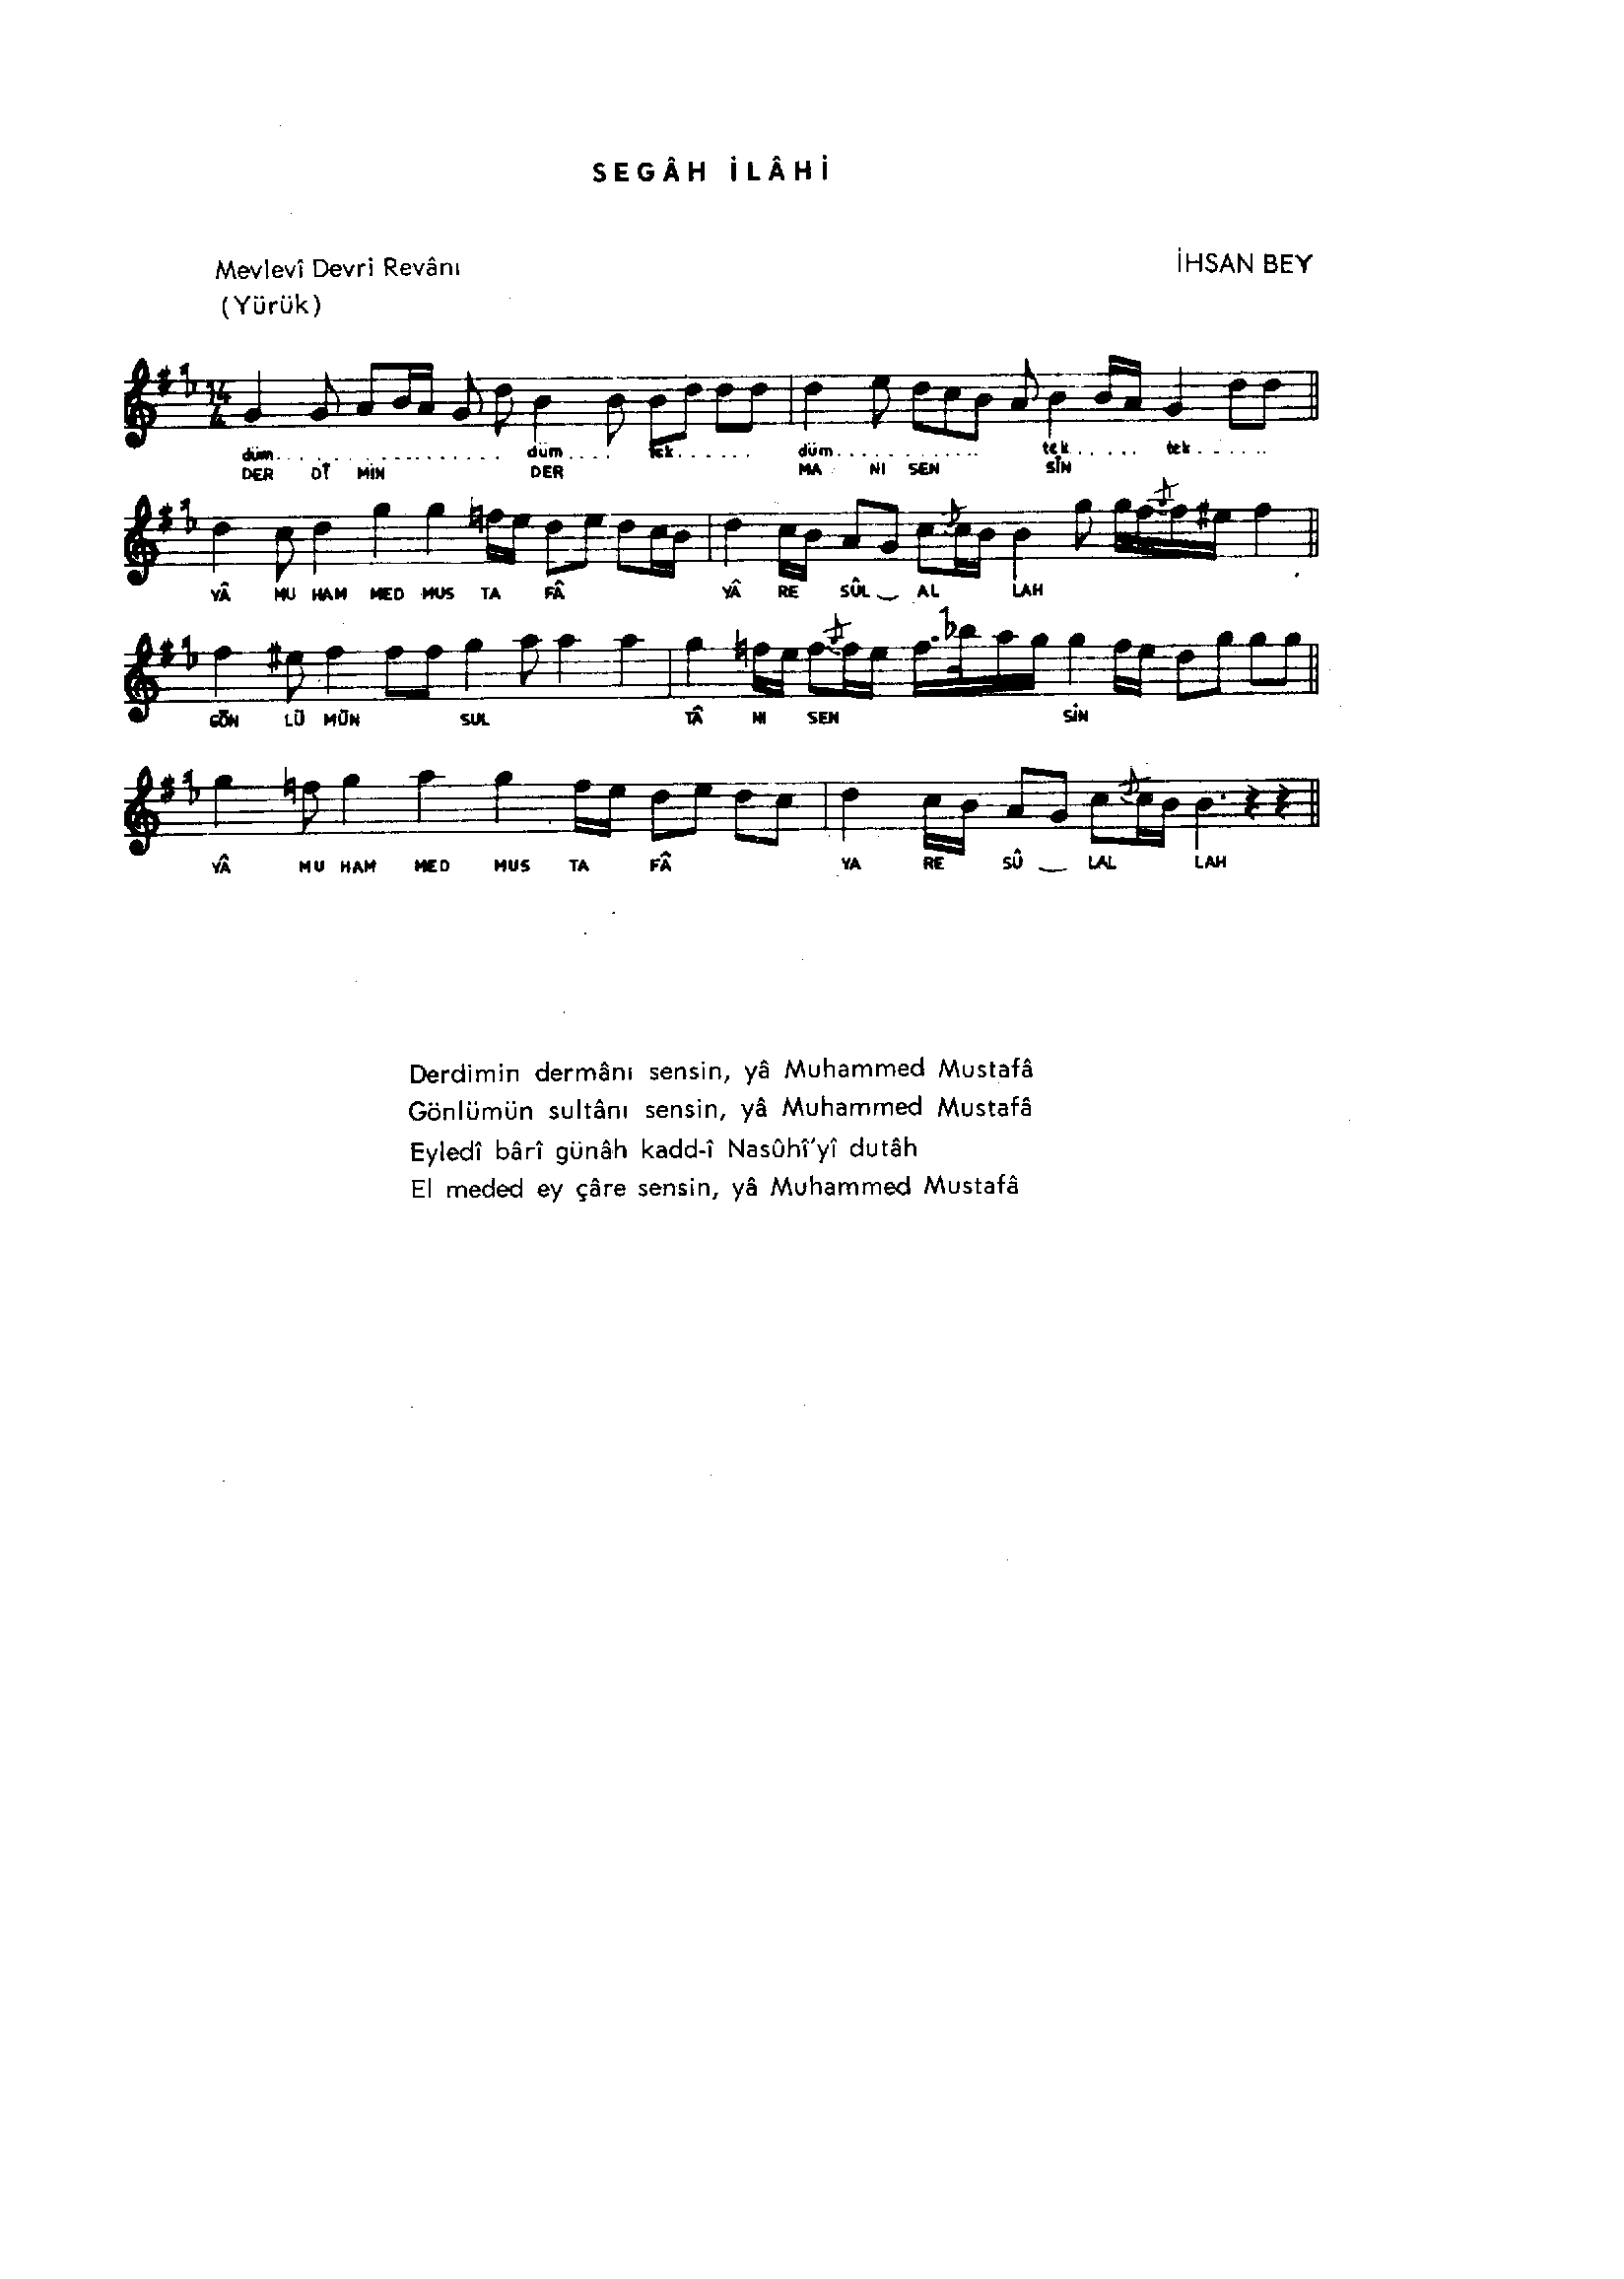 SEGÂH İLÂHİ
Mevlevî Devri Revânı
İHSAN BEY
(Yürük)
14
4
düm. . . . . . . . . . . . . . . düm. . . . tek. . . . . . düm. . . . . . . . . . . tek. . . . . tek. . . . . .
DER Dİ MİN DER MA NI SEN SİN
YÂ MU HAM MED MUS TA FÂ YÂ RE SÛL AL LAH
GÖN LÜ MÜN SUL TÂ NI SEN SİN
YÂ MU HAM MED MUS TA FÂ YA RE SÛ LAL LAH
Derdimin dermânı sensin, yâ Muhammed Mustafâ
Gönlümün sultânı sensin, yâ Muhammed Mustafâ
Eyledî bârî günâh kadd-î Nasûhî'yî dutâh
El meded ey çâre sensin, yâ Muhammed Mustafâ